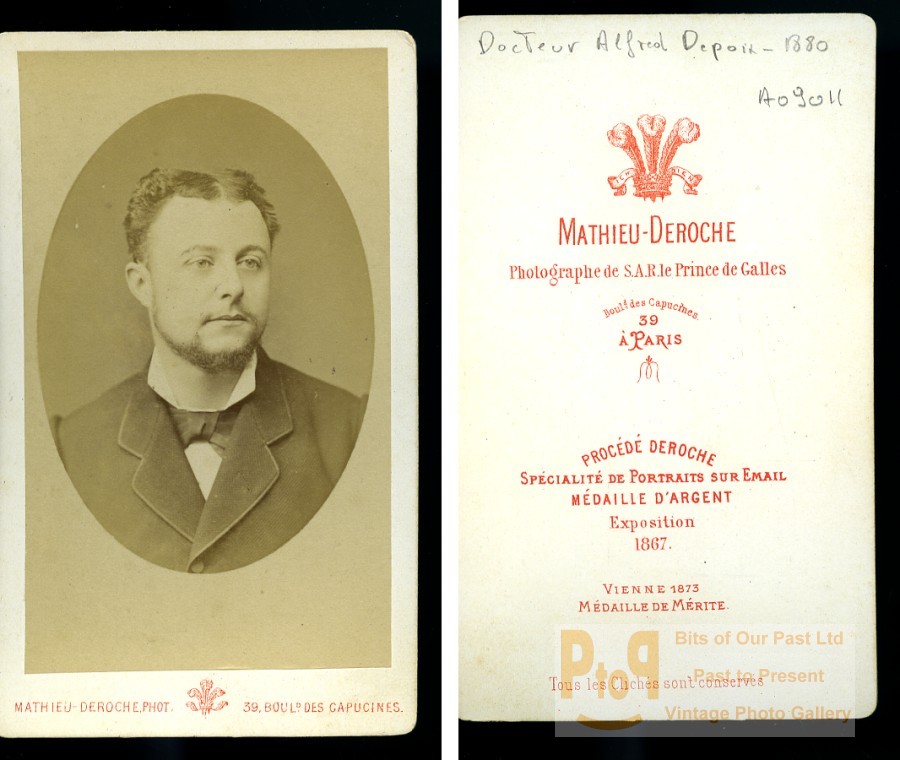 MATHIEU-DEROCHE, PHOT. 39, BOULD DES CAPUCINES.
Docteur Alfred Depoix - 1880
A09011
ICH DIEN
MATHIEU-DEROCHE
Photographe de S.A.R. le Prince de Galles
Bould des Capucines.
39
À PARIS
PROCÉDÉ DEROCHE
SPÉCIALITÉ DE PORTRAITS SUR EMAIL
MÉDAILLE D'ARGENT
Exposition
1867.
VIENNE 1873
MÉDAILLE DE MÉRITE.
Tous les Clichés sont conservés
PtoP
Bits of Our Past Ltd
Past to Present
Vintage Photo Gallery